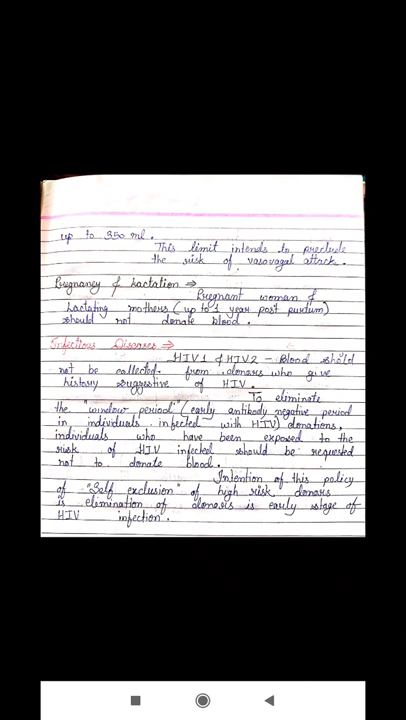 up to 350 ml.
This limit intends to preclude
the risk of vasovagal attack.
Pregnancy & Lactation ⇒
Pregnant woman &
Lactating mothers (up to 1 year post purtum)
should not donate blood.
Infectious Diseases ⇒
HIV1 & HIV2 - Blood should
not be collected from donars who give
history suggestive of HIV.
To eliminate
the "window period" (early antibody negative period
in individuals infected with HIV) donations,
individuals who have been exposed to the
risk of HIV infected should be requested
not to donate blood.
Intention of this policy
of "Self exclusion" of high risk donars
is elimination of donars is early stage of
HIV infection.